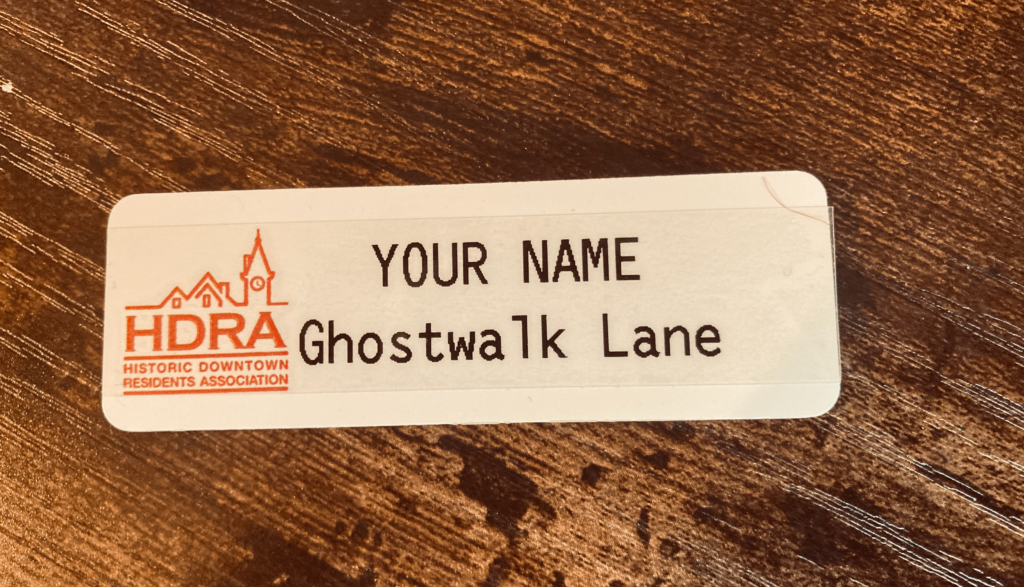 YOUR NAME
Ghostwalk Lane
HDRA
HISTORIC DOWNTOWN
RESIDENTS ASSOCIATION